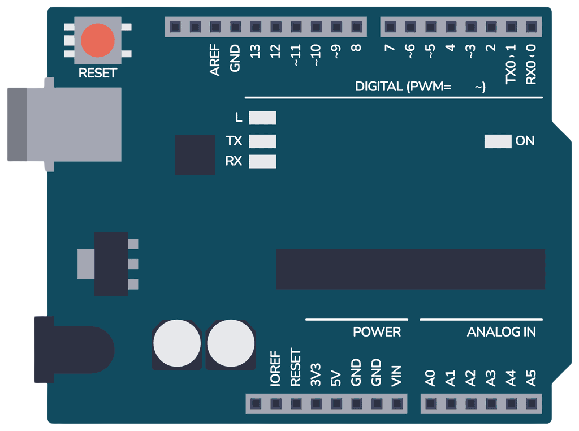 RESET
AREF
GND
13
12
~11
~10
~9
8
7
~6
~5
4
~3
2
TX0›1
RX0‹0
DIGITAL (PWM= ~)
L
TX
RX
ON
POWER
ANALOG IN
IOREF
RESET
3V3
5V
GND
GND
VIN
A0
A1
A2
A3
A4
A5